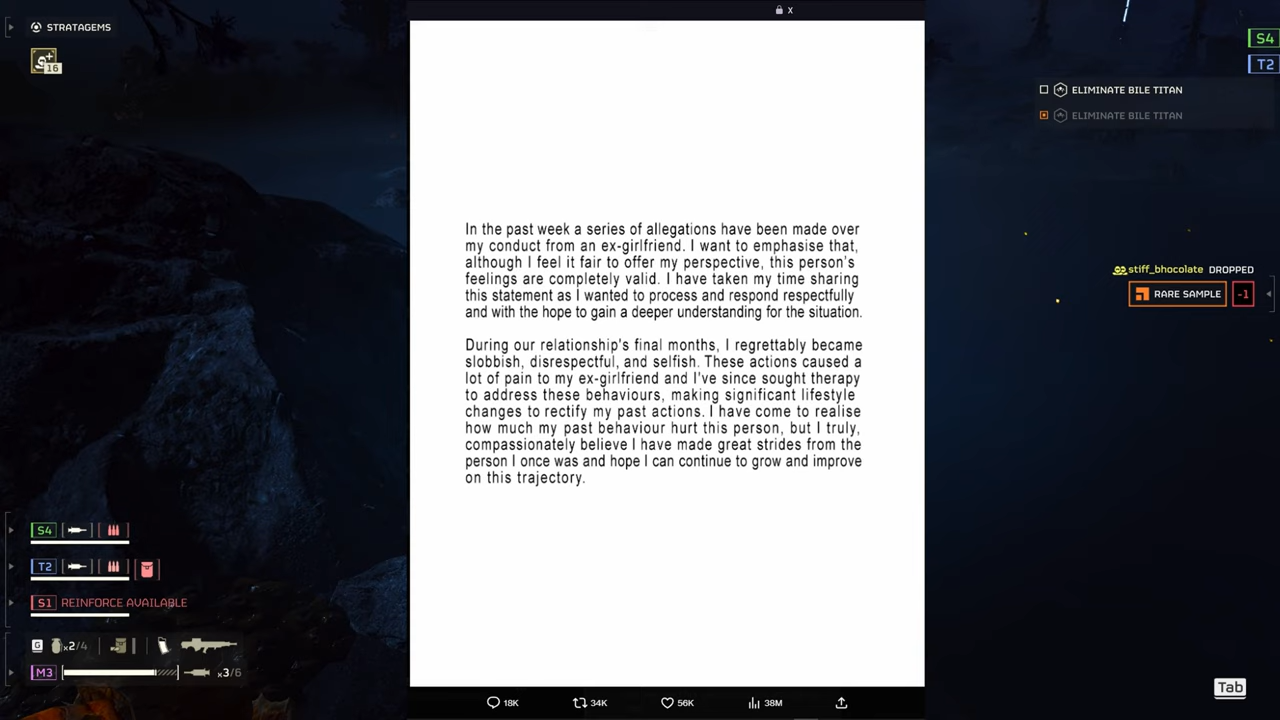 STRATAGEMS
16
X
S4
T2
ELIMINATE BILE TITAN
ELIMINATE BILE TITAN
stiff_bhocolate DROPPED
RARE SAMPLE -1
In the past week a series of allegations have been made over
my conduct from an ex-girlfriend. I want to emphasise that,
although I feel it fair to offer my perspective, this person's
feelings are completely valid. I have taken my time sharing
this statement as I wanted to process and respond respectfully
and with the hope to gain a deeper understanding for the situation.
During our relationship's final months, I regrettably became
slobbish, disrespectful, and selfish. These actions caused a
lot of pain to my ex-girlfriend and I've since sought therapy
to address these behaviours, making significant lifestyle
changes to rectify my past actions. I have come to realise
how much my past behaviour hurt this person, but I truly,
compassionately believe I have made great strides from the
person I once was and hope I can continue to grow and improve
on this trajectory.
S4
T2
S1 REINFORCE AVAILABLE
G x2/4
M3 x3/6
Tab
18K 34K 56K 38M